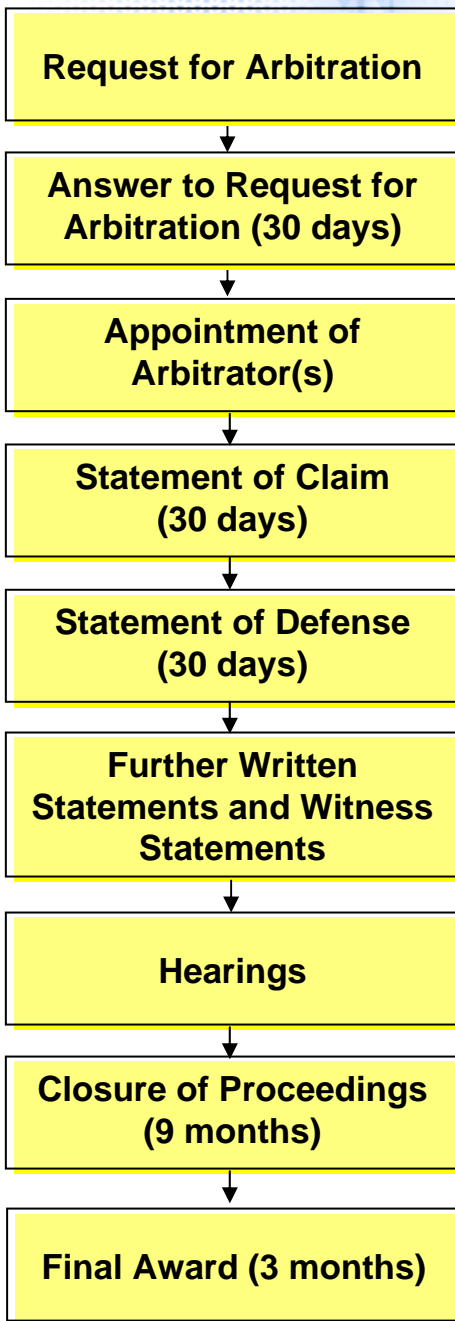 Request for Arbitration
Answer to Request for
Arbitration (30 days)
Appointment of
Arbitrator(s)
Statement of Claim
(30 days)
Statement of Defense
(30 days)
Further Written
Statements and Witness
Statements
Hearings
Closure of Proceedings
(9 months)
Final Award (3 months)